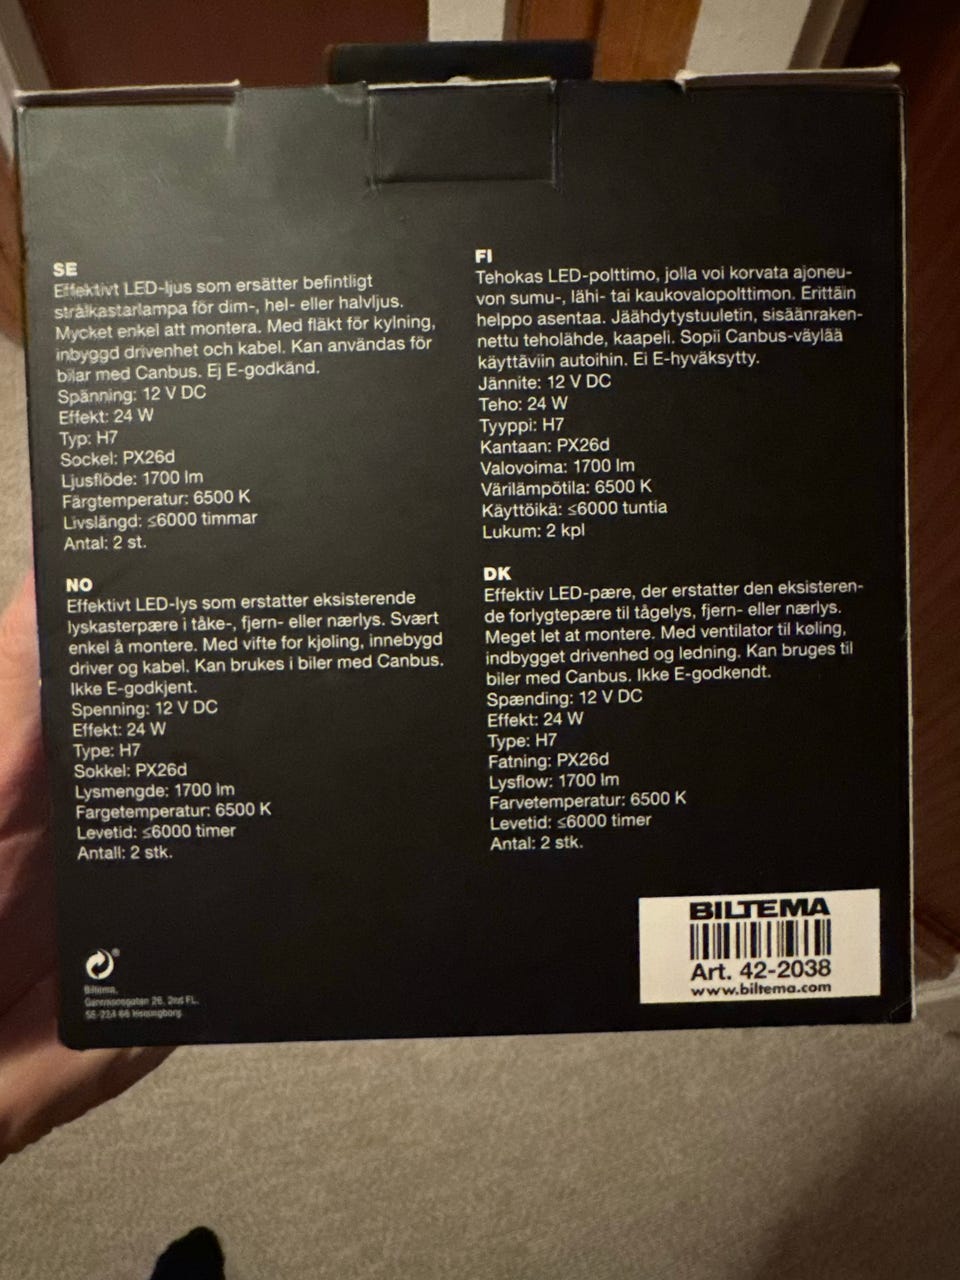 SE
Effektivt LED-ljus som ersätter befintligt
strålkastarlampa för dim-, hel- eller halvljus.
Mycket enkel att montera. Med fläkt för kylning,
inbyggd drivenhet och kabel. Kan användas för
bilar med Canbus. Ej E-godkänd.
Spänning: 12 V DC
Effekt: 24 W
Typ: H7
Sockel: PX26d
Ljusflöde: 1700 lm
Färgtemperatur: 6500 K
Livslängd: ≤6000 timmar
Antal: 2 st.
FI
Tehokas LED-polttimo, jolla voi korvata ajoneu-
von sumu-, lähi- tai kaukovalopolttimon. Erittäin
helppo asentaa. Jäähdytystuuletin, sisäänraken-
nettu teholähde, kaapeli. Sopii Canbus-väylää
käyttäviin autoihin. Ei E-hyväksytty.
Jännite: 12 V DC
Teho: 24 W
Tyyppi: H7
Kantaan: PX26d
Valovoima: 1700 lm
Värilämpötila: 6500 K
Käyttöikä: ≤6000 tuntia
Lukum: 2 kpl
NO
Effektivt LED-lys som erstatter eksisterende
lyskasterpære i tåke-, fjern- eller nærlys. Svært
enkel å montere. Med vifte for kjøling, innebygd
driver og kabel. Kan brukes i biler med Canbus.
Ikke E-godkjent.
Spenning: 12 V DC
Effekt: 24 W
Type: H7
Sokkel: PX26d
Lysmengde: 1700 lm
Fargetemperatur: 6500 K
Levetid: ≤6000 timer
Antall: 2 stk.
DK
Effektiv LED-pære, der erstatter den eksisteren-
de forlygtepære til tågelys, fjern- eller nærlys.
Meget let at montere. Med ventilator til køling,
indbygget drivenhed og ledning. Kan bruges til
biler med Canbus. Ikke E-godkendt.
Spænding: 12 V DC
Effekt: 24 W
Type: H7
Fatning: PX26d
Lysflow: 1700 lm
Farvetemperatur: 6500 K
Levetid: ≤6000 timer
Antal: 2 stk.
BILTEMA
Art. 42-2038
www.biltema.com
Biltema,
26, 2nd FL.